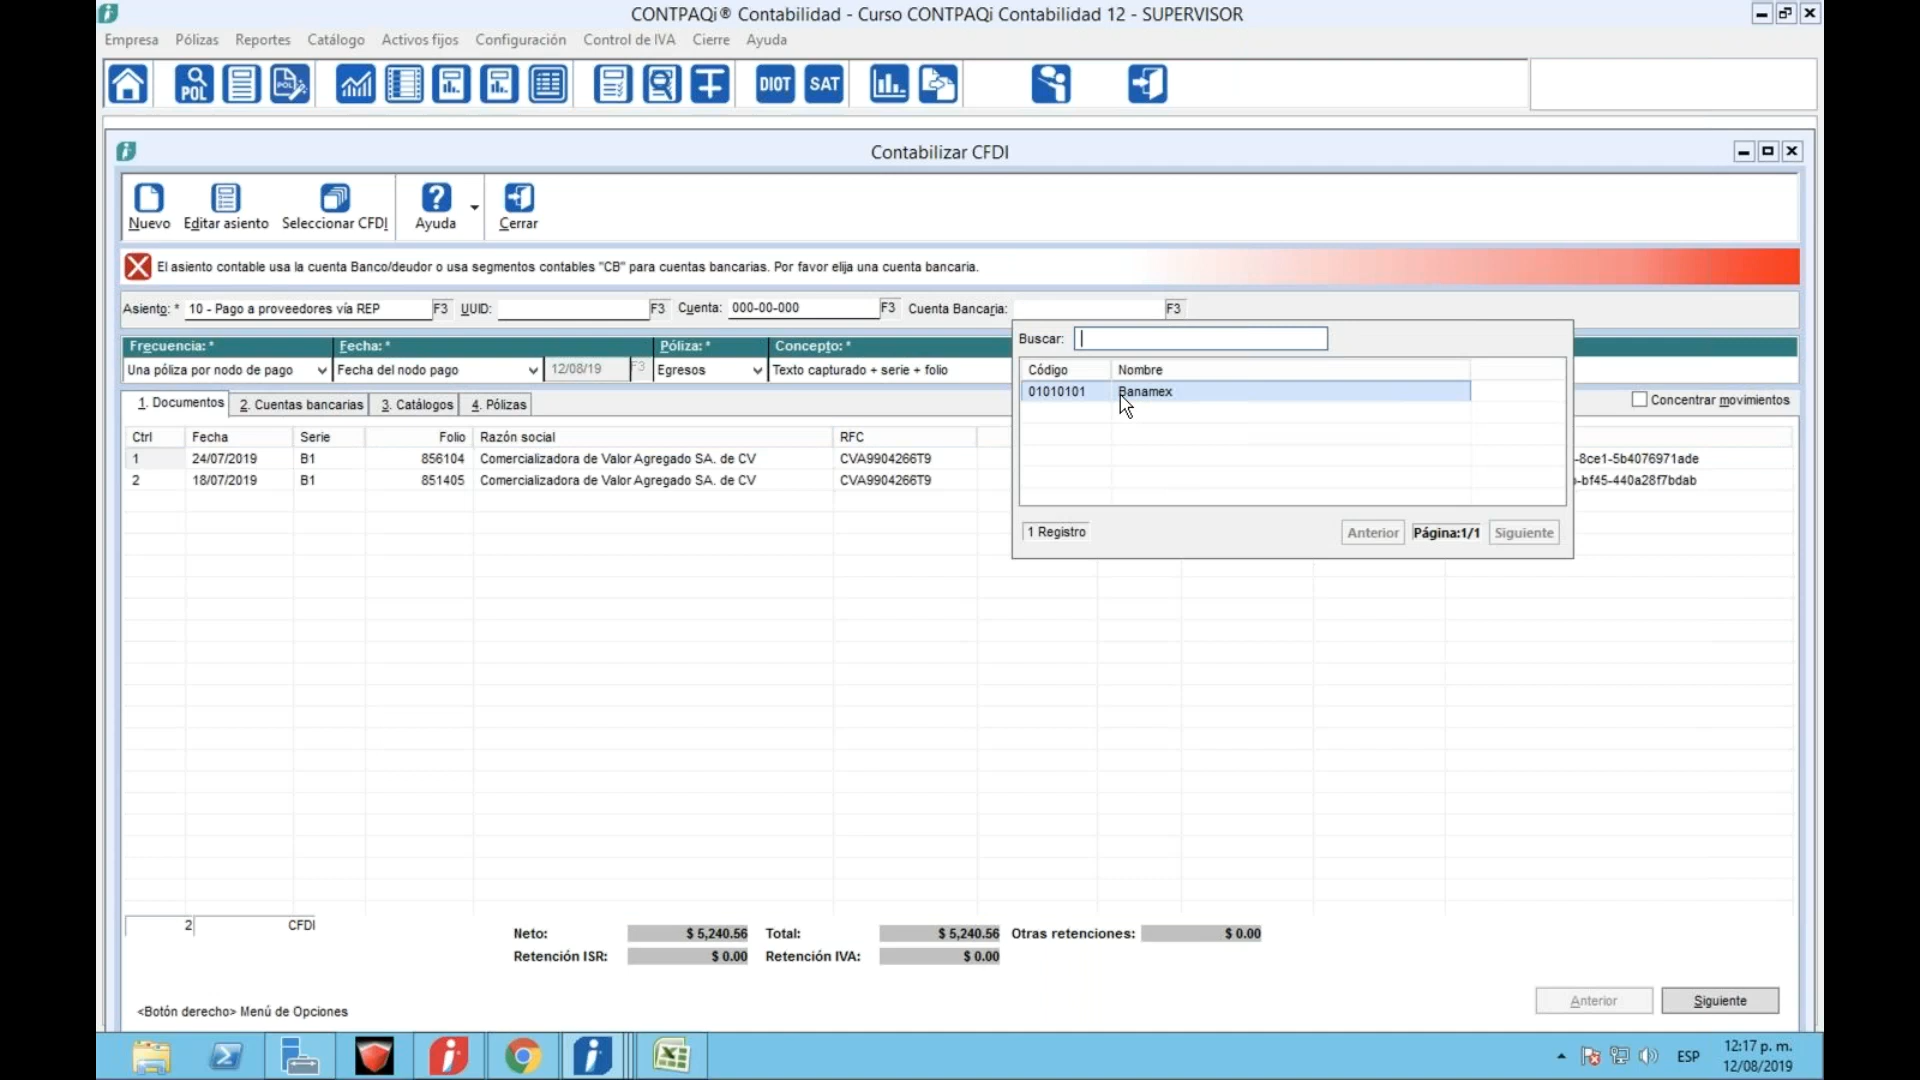 CONTPAQi® Contabilidad - Curso CONTPAQi Contabilidad 12 - SUPERVISOR
Empresa Pólizas Reportes Catálogo Activos fijos Configuración Control de IVA Cierre Ayuda
POL POL DIOT SAT
Contabilizar CFDI
Nuevo Editar asiento Seleccionar CFDI Ayuda Cerrar
El asiento contable usa la cuenta Banco/deudor o usa segmentos contables "CB" para cuentas bancarias. Por favor elija una cuenta bancaria.
Asiento: * 10 - Pago a proveedores vía REP F3 UUID: F3 Cuenta: 000-00-000 F3 Cuenta Bancaria: F3
Buscar:
Frecuencia: * Fecha: * Póliza: * Concepto: *
Una póliza por nodo de pago Fecha del nodo pago 12/08/19 F3 Egresos Texto capturado + serie + folio
Código Nombre
01010101 Banamex
1. Documentos 2. Cuentas bancarias 3. Catálogos 4. Pólizas
Concentrar movimientos
Ctrl Fecha Serie Folio Razón social RFC
1 24/07/2019 B1 856104 Comercializadora de Valor Agregado SA. de CV CVA9904266T9 -8ce1-5b4076971ade
2 18/07/2019 B1 851405 Comercializadora de Valor Agregado SA. de CV CVA9904266T9 -bf45-440a28f7bdab
1 Registro Anterior Página:1/1 Siguiente
2 CFDI
Neto: $ 5,240.56 Total: $ 5,240.56 Otras retenciones: $ 0.00
Retención ISR: $ 0.00 Retención IVA: $ 0.00
Anterior Siguiente
<Botón derecho> Menú de Opciones
ESP
12:17 p. m.
12/08/2019